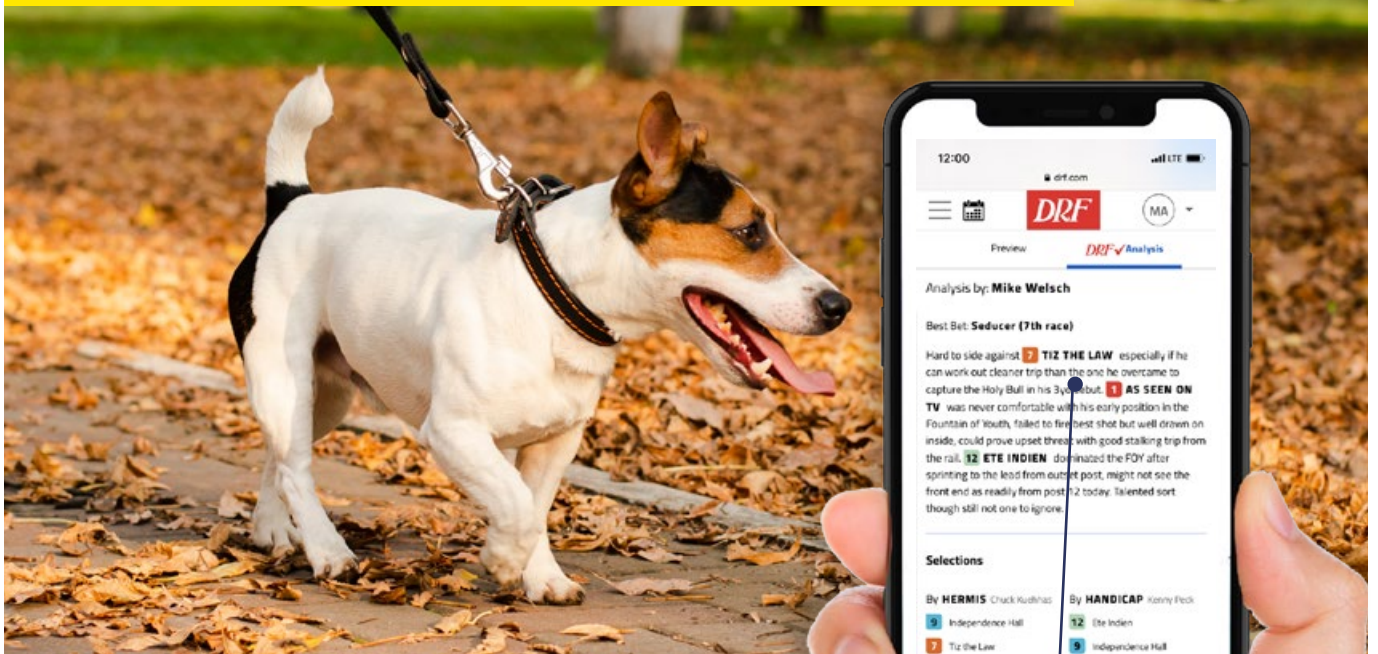 12:00
LTE
drf.com
DRF
MA
Preview
DRF Analysis
Analysis by: Mike Welsch
Best Bet: Seducer (7th race)
Hard to side against 7 TIZ THE LAW especially if he
can work out cleaner trip than the one he overcame to
capture the Holy Bull in his 3yo debut. 1 AS SEEN ON
TV was never comfortable with his early position in the
Fountain of Youth, failed to fire best shot but well drawn on
inside, could prove upset threat with good stalking trip from
the rail. 12 ETE INDIEN dominated the FOY after
sprinting to the lead from outset post, might not see the
front end as readily from post 12 today. Talented sort
though still not one to ignore.
Selections
By HERMIS Chuck Kuehhas
By HANDICAP Kenny Peck
9 Independence Hall
12 Ete Indien
7 Tiz the Law
9 Independence Hall